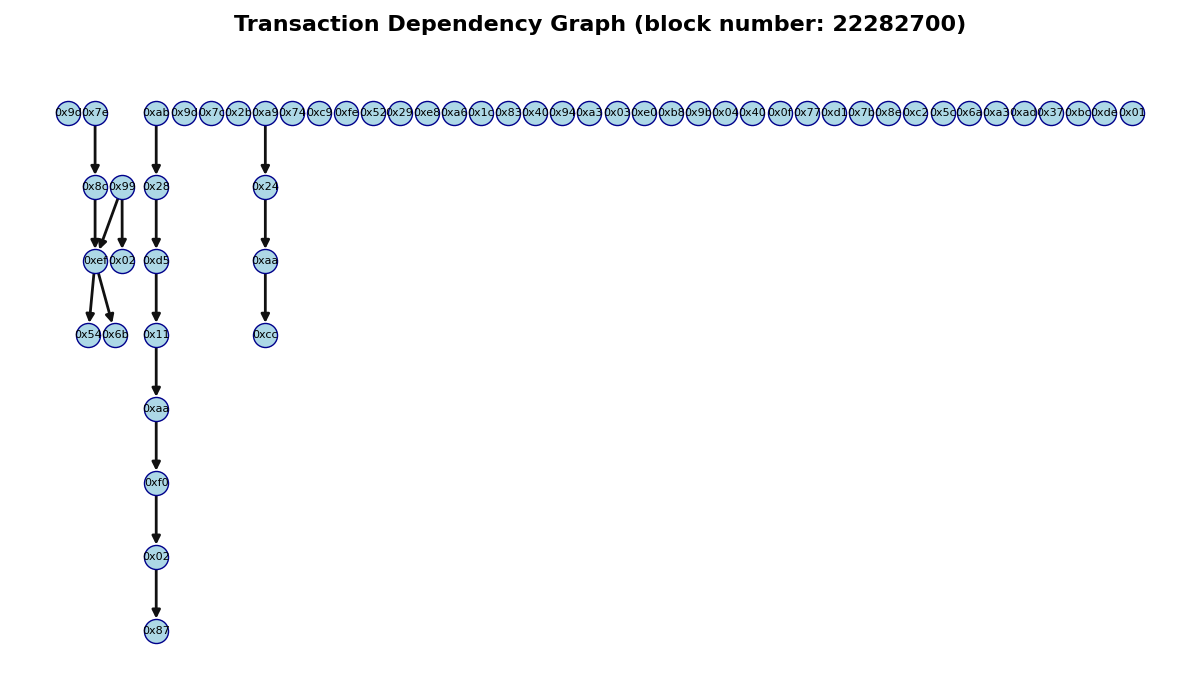 Transaction Dependency Graph (block number: 22282700)
0x9d 0x7e 0xab 0x9d 0x7c 0x2b 0xa9 0x74 0xc9 0xfe 0x52 0x29 0xe8 0xa6 0x1c 0x83 0x40 0x94 0xa3 0x03 0xe0 0xb8 0x9b 0x04 0x40 0x0f 0x77 0xd1 0x7b 0x8e 0xc2 0x5c 0x6a 0xa3 0xad 0x37 0xbc 0xde 0x01
0x8c 0x99 0x28 0x24
0xef 0x02 0xd5 0xaa
0x54 0x6b 0x11 0xcc
0xaa
0xf0
0x02
0x87